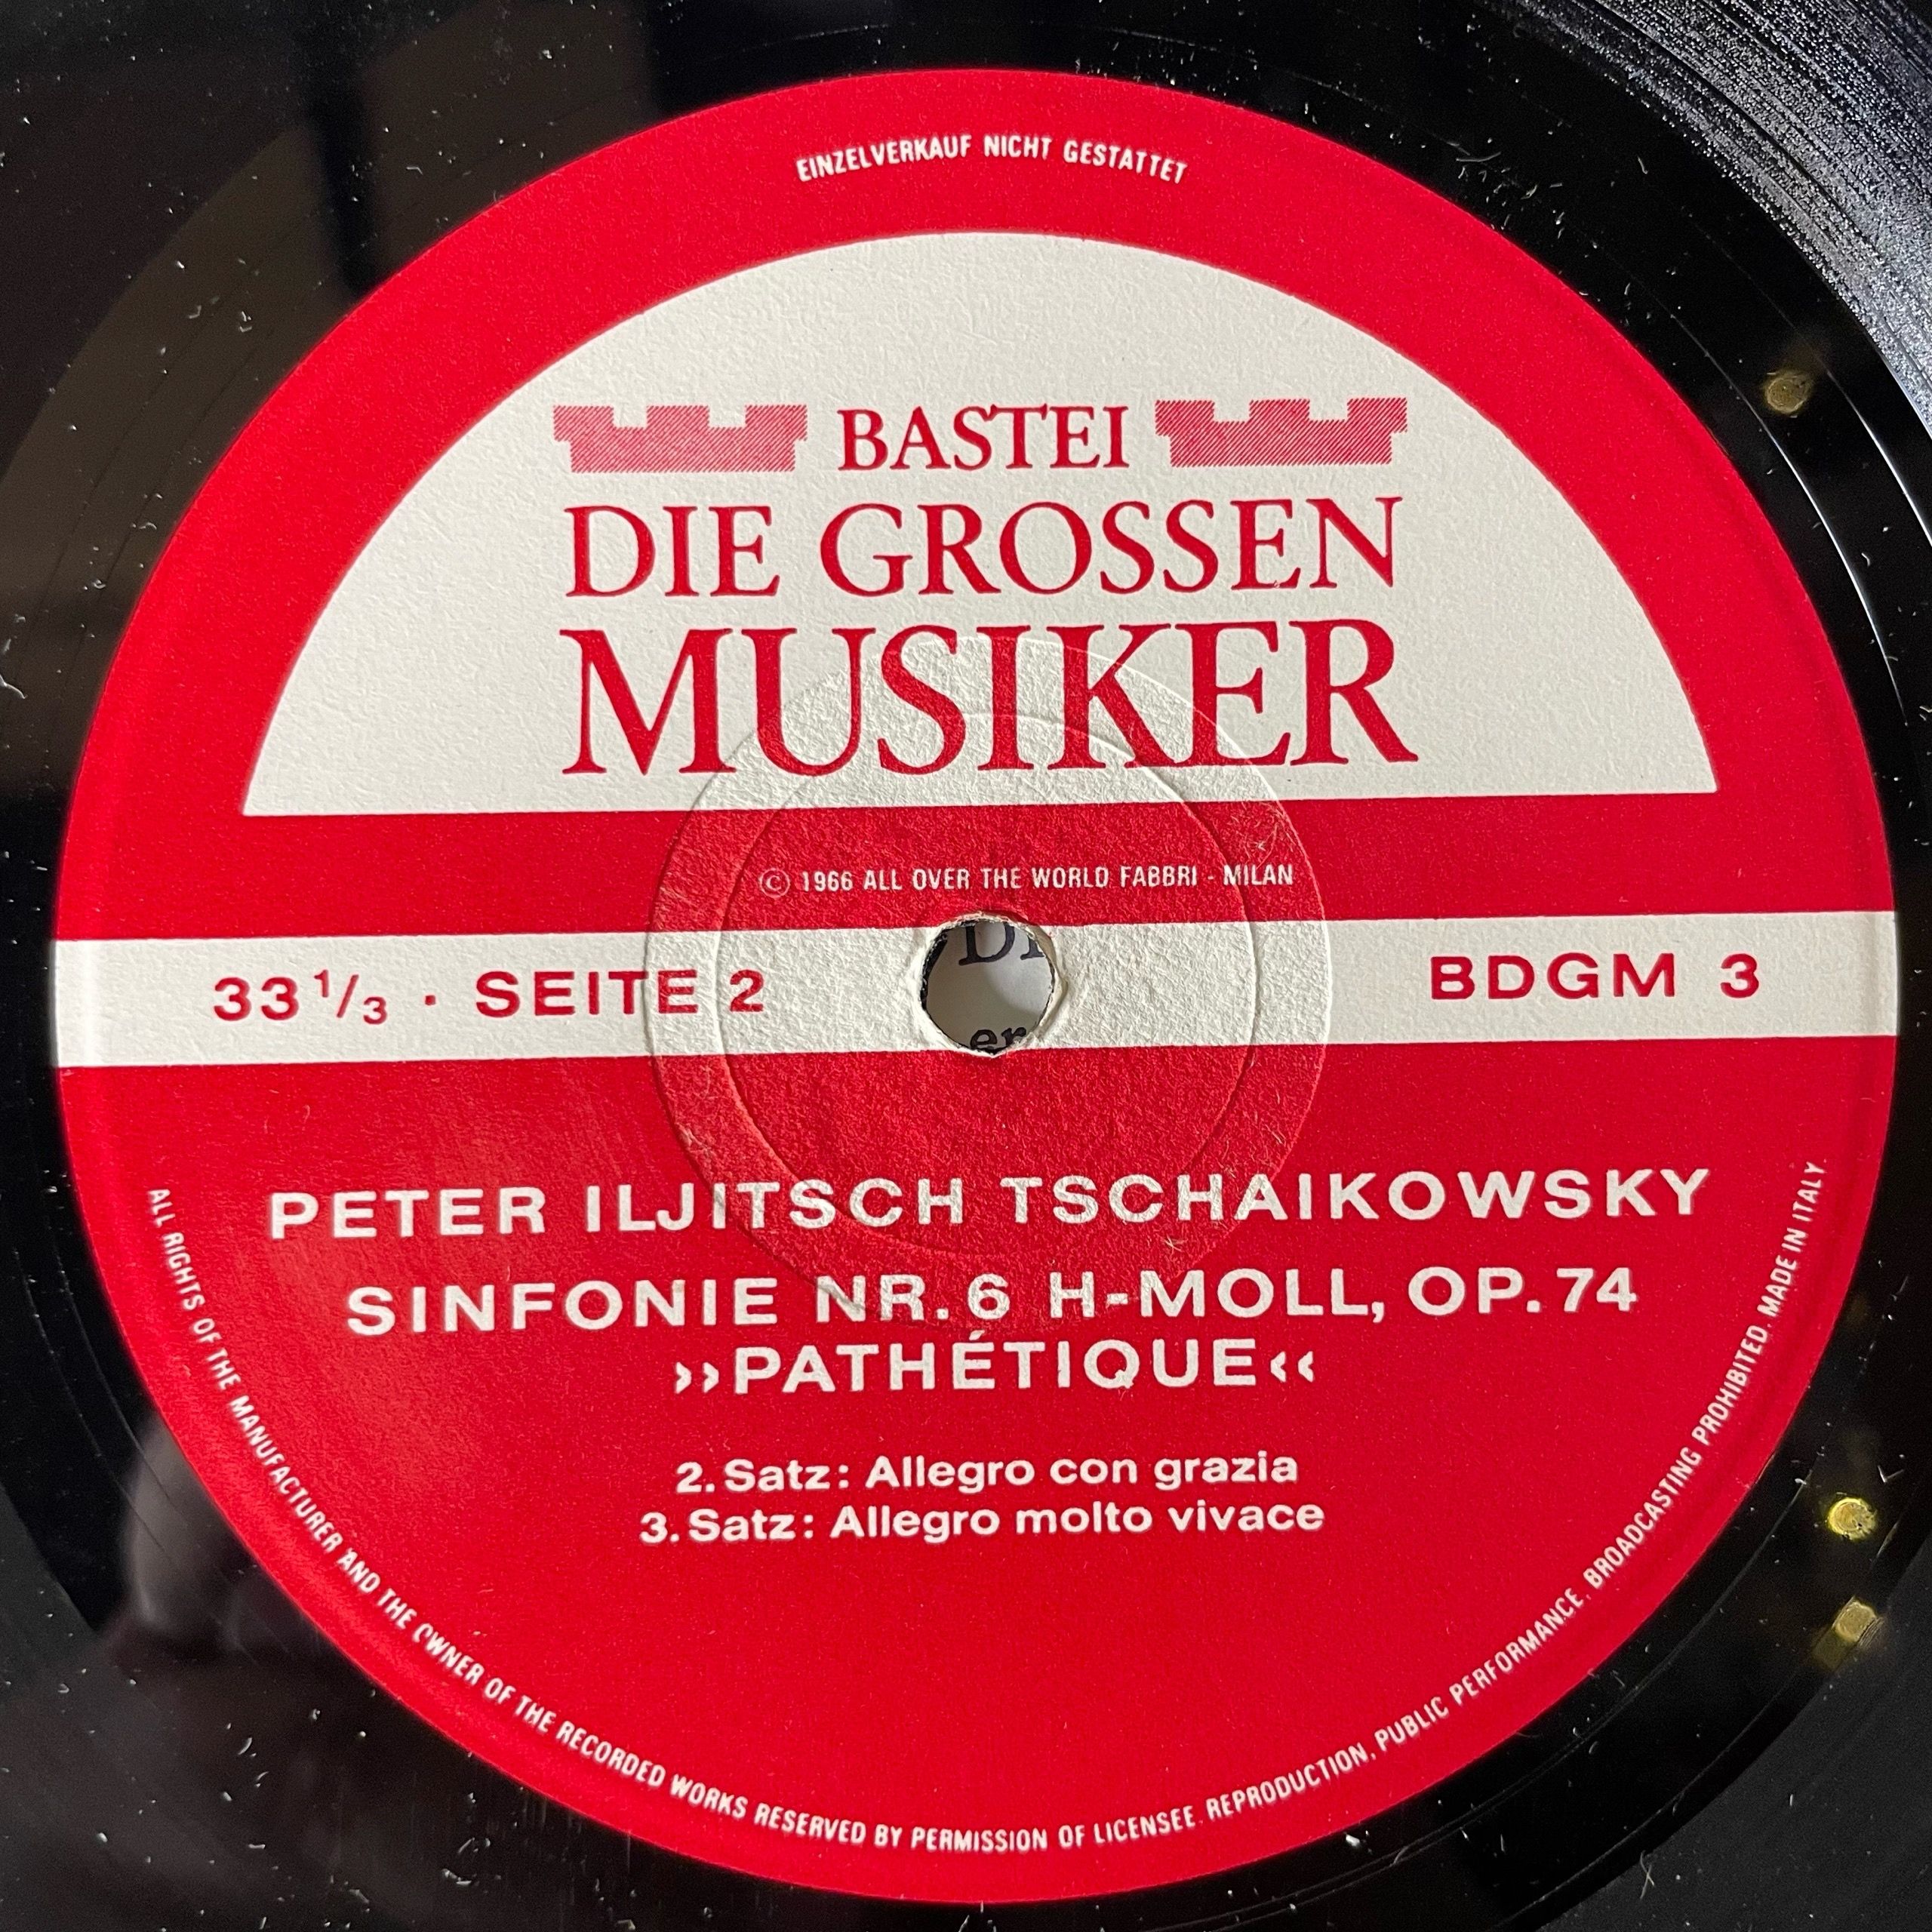 EINZELVERKAUF NICHT GESTATTET
BASTEI
DIE GROSSEN
MUSIKER
© 1966 ALL OVER THE WORLD FABBRI - MILAN
33 1/3 · SEITE 2
BDGM 3
PETER ILJITSCH TSCHAIKOWSKY
SINFONIE NR. 6 H-MOLL, OP. 74
››PATHÉTIQUE‹‹
2. Satz: Allegro con grazia
3. Satz: Allegro molto vivace
ALL RIGHTS OF THE MANUFACTURER AND THE OWNER OF THE RECORDED WORKS RESERVED BY PERMISSION OF LICENSEE. REPRODUCTION, PUBLIC PERFORMANCE, BROADCASTING PROHIBITED. MADE IN ITALY.